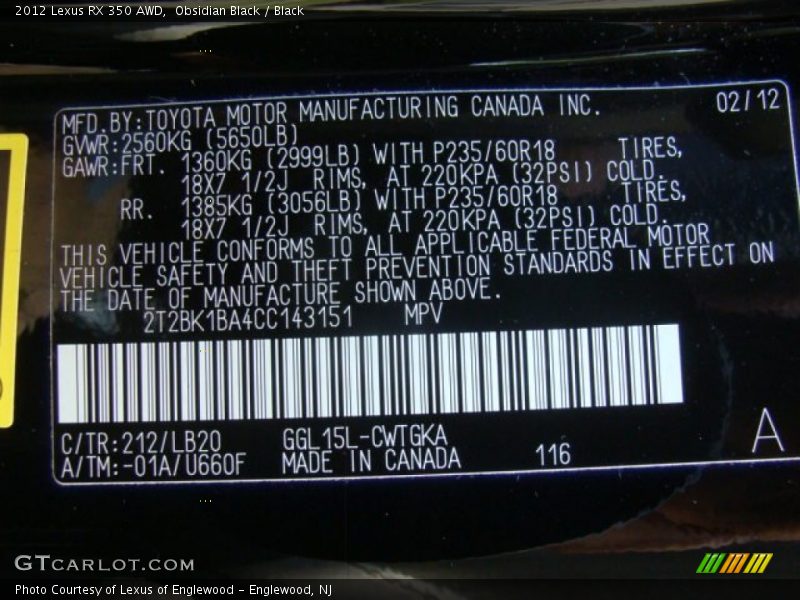 2012 Lexus RX 350 AWD,  Obsidian Black / Black
MFD.BY:TOYOTA MOTOR MANUFACTURING CANADA INC. 02/12
GVWR:2560KG (5650LB)
GAWR:FRT. 1360KG (2999LB) WITH P235/60R18 TIRES,
18X7 1/2J RIMS, AT 220KPA (32PSI) COLD.
RR. 1385KG (3056LB) WITH P235/60R18 TIRES,
18X7 1/2J RIMS, AT 220KPA (32PSI) COLD.
THIS VEHICLE CONFORMS TO ALL APPLICABLE FEDERAL MOTOR
VEHICLE SAFETY AND THEFT PREVENTION STANDARDS IN EFFECT ON
THE DATE OF MANUFACTURE SHOWN ABOVE.
2T2BK1BA4CC143151 MPV
C/TR:212/LB20 GGL15L-CWTGKA
A/TM:-01A/U660F MADE IN CANADA 116 A
GTCARLOT.COM
Photo Courtesy of Lexus of Englewood – Englewood, NJ